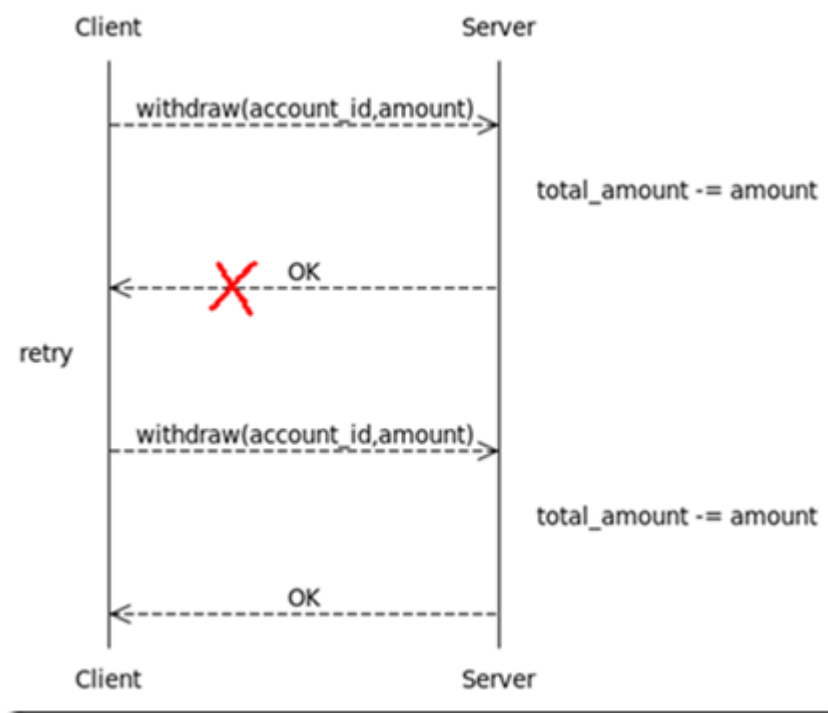 Client Server
withdraw(account_id,amount)
total_amount -= amount
OK
retry
withdraw(account_id,amount)
total_amount -= amount
OK
Client Server